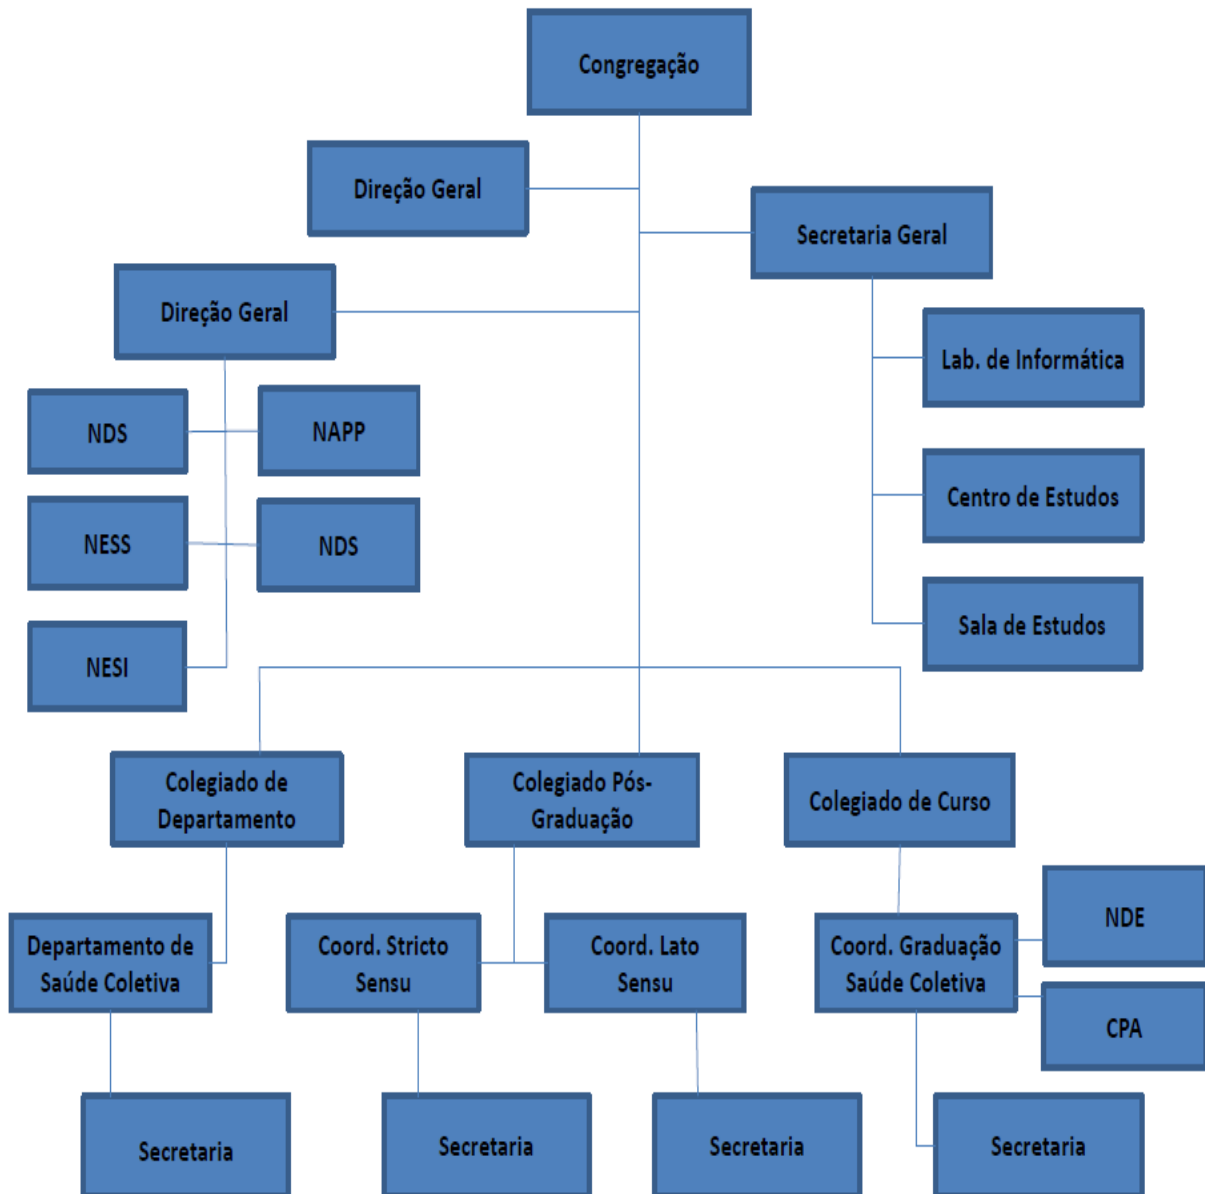 Congregação
Direção Geral
Secretaria Geral
Direção Geral
Lab. de Informática
NDS
NAPP
Centro de Estudos
NESS
NDS
Sala de Estudos
NESI
Colegiado de
Departamento
Colegiado Pós-
Graduação
Colegiado de Curso
NDE
Departamento de
Saúde Coletiva
Coord. Stricto
Sensu
Coord. Lato
Sensu
Coord. Graduação
Saúde Coletiva
CPA
Secretaria
Secretaria
Secretaria
Secretaria